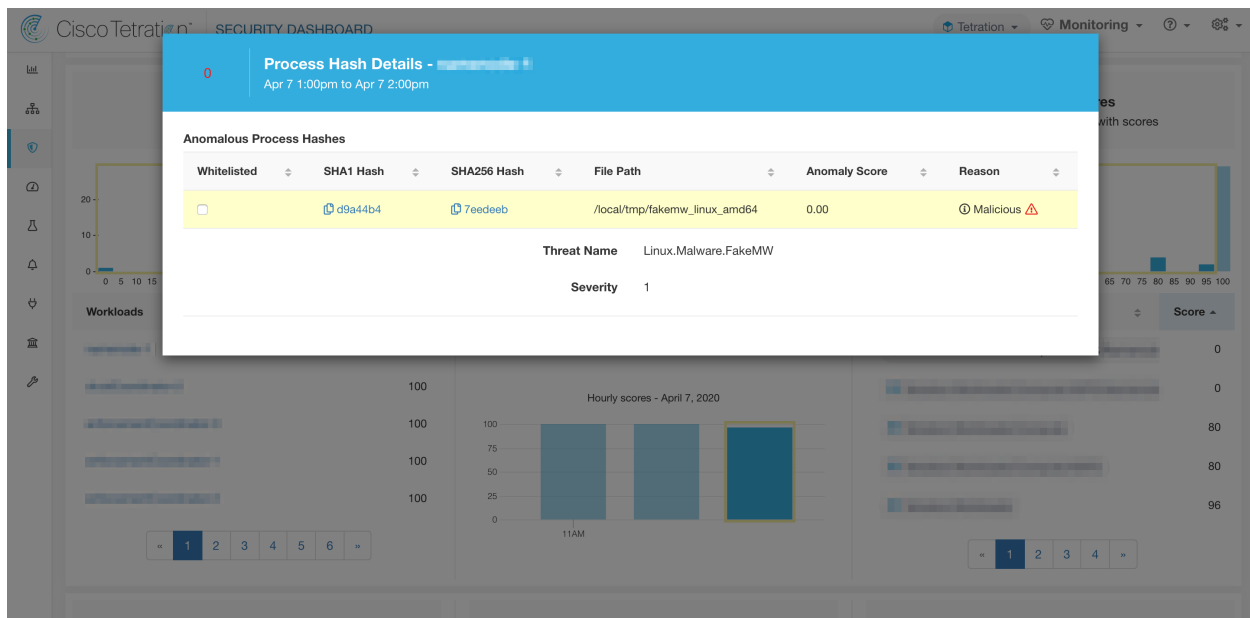 Cisco Tetration™ SECURITY DASHBOARD Tetration Monitoring
0
Process Hash Details -
Apr 7 1:00pm to Apr 7 2:00pm
with scores
Anomalous Process Hashes
Whitelisted SHA1 Hash SHA256 Hash File Path Anomaly Score Reason
d9a44b4 7eedeeb /local/tmp/fakemw_linux_amd64 0.00 Malicious
Threat Name Linux.Malware.FakeMW
Severity 1
20
10
0
0 5 10 15
65 70 75 80 85 90 95 100
Workloads
Score
0
100 0
100 80
100 80
100 96
Hourly scores - April 7, 2020
100
75
50
25
0
11AM
« 1 2 3 4 5 6 »
« 1 2 3 4 »